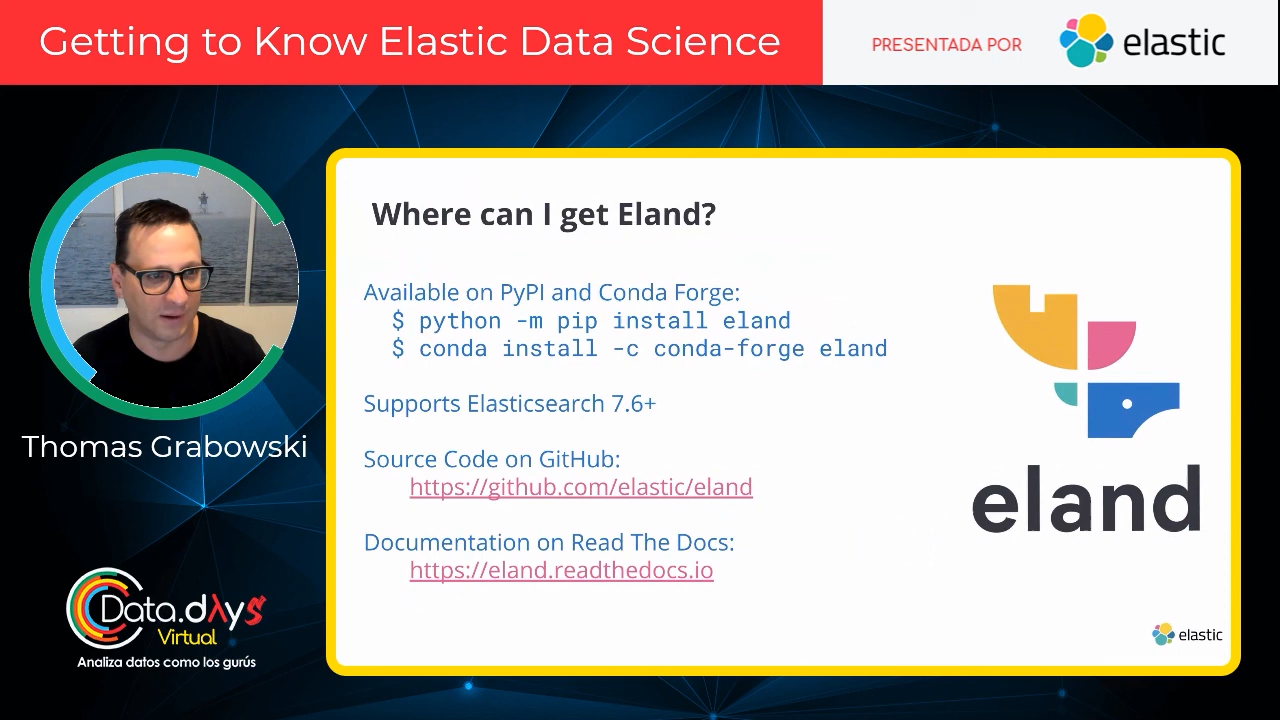 Getting to Know Elastic Data Science
PRESENTADA POR
elastic
Where can I get Eland?
Available on PyPI and Conda Forge:
$ python -m pip install eland
$ conda install -c conda-forge eland
Supports Elasticsearch 7.6+
Source Code on GitHub:
https://github.com/elastic/eland
Documentation on Read The Docs:
https://eland.readthedocs.io
eland
elastic
Thomas Grabowski
Data.dλys
Virtual
Analiza datos como los gurús